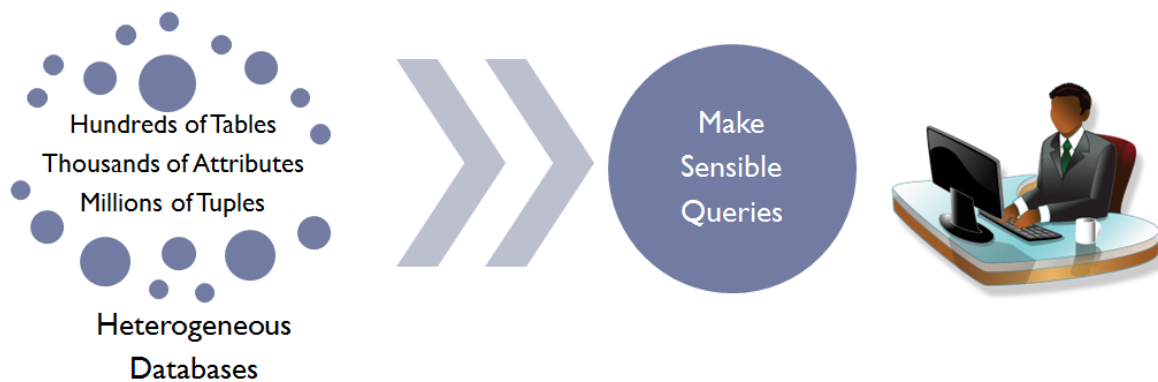 Hundreds of Tables
Thousands of Attributes
Millions of Tuples
Heterogeneous
Databases
Make
Sensible
Queries